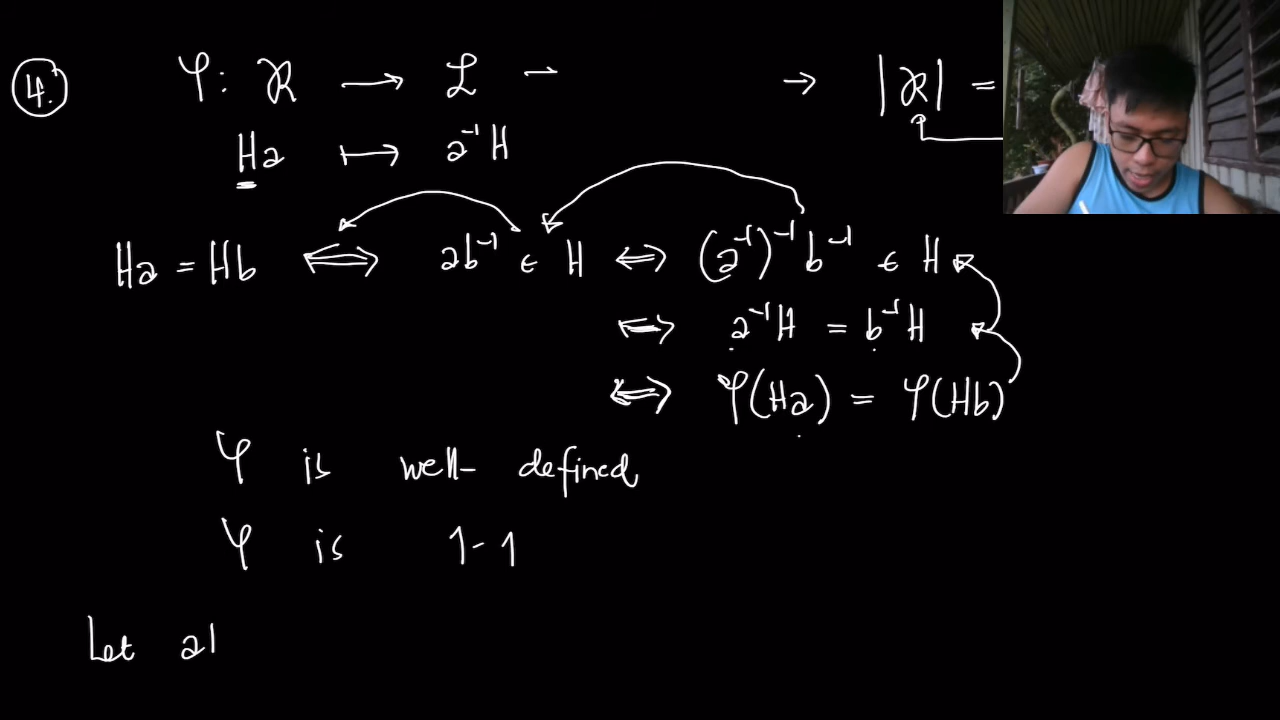 4. φ: ℛ → ℒ → → |ℛ| =
Ha ↦ a⁻¹H
Ha = Hb ⟺ ab⁻¹ ∈ H ⟺ (a⁻¹)⁻¹ b⁻¹ ∈ H
⟺ a⁻¹H = b⁻¹H
⟺ φ(Ha) = φ(Hb)
φ is well-defined
φ is 1-1
Let al